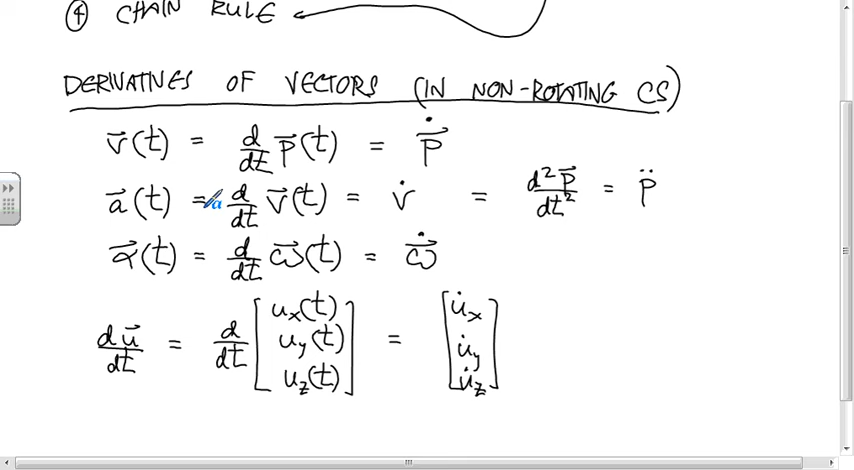 ④ CHAIN RULE
DERIVATIVES OF VECTORS (IN NON-ROTATING CS)
v⃗(t) = d/dt p⃗(t) = p⃗̇
a⃗(t) = d/dt v⃗(t) = v̇ = d²p⃗/dt² = p̈
α⃗(t) = d/dt ω⃗(t) = ω⃗̇
du⃗/dt = d/dt [uₓ(t) u_y(t) u_z(t)] = [u̇ₓ u̇_y u̇_z]